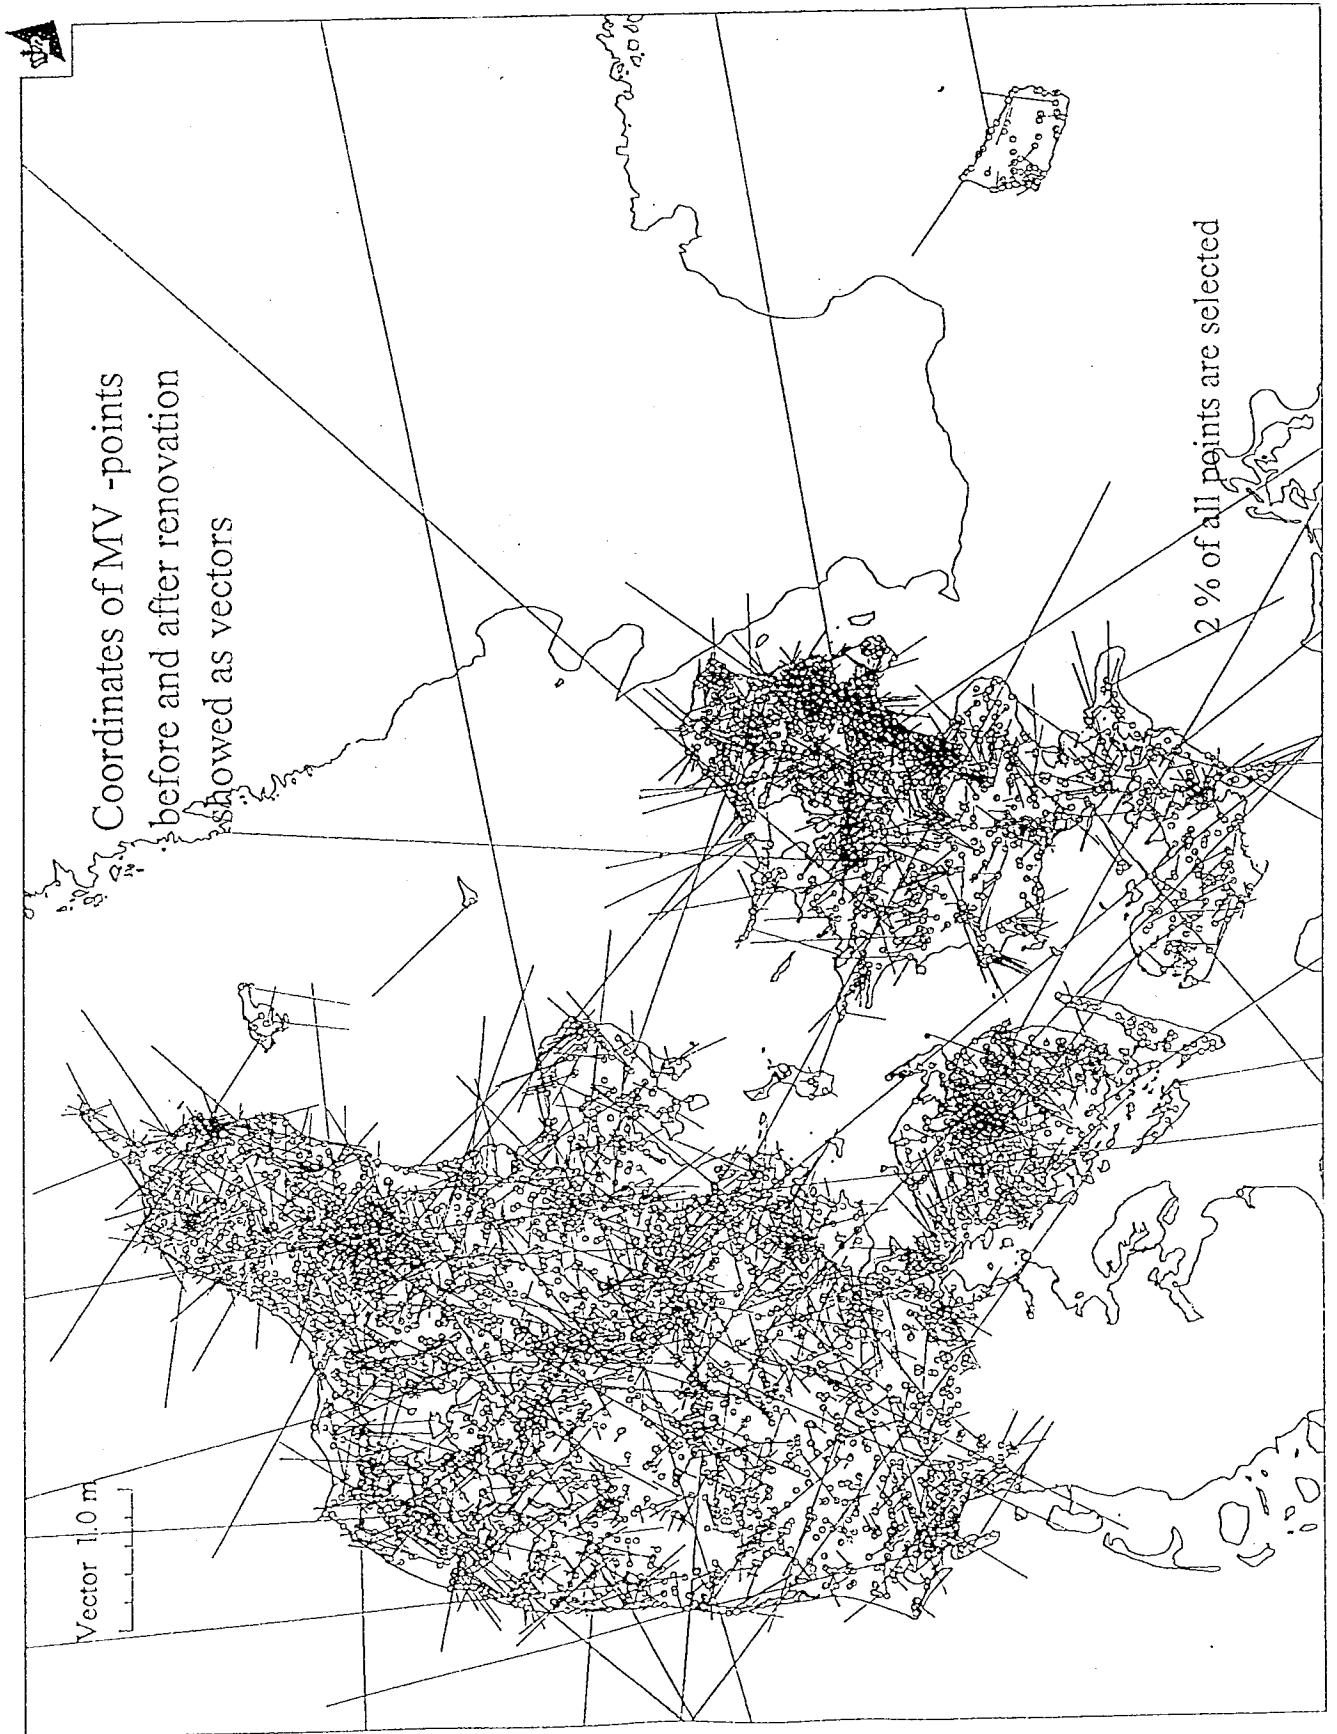 Coordinates of MV -points
before and after renovation
showed as vectors
Vector 1.0 m
2 % of all points are selected